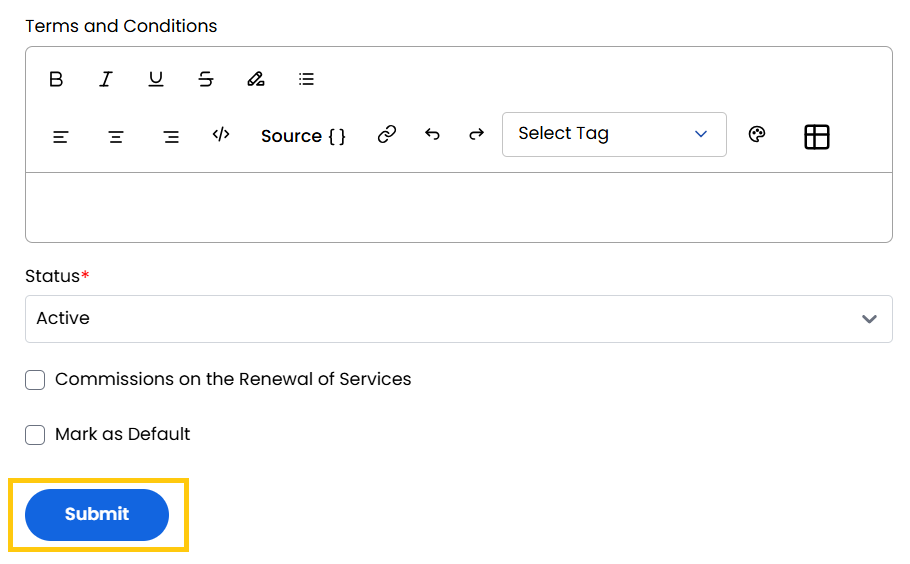 Terms and Conditions
B I U S
</> Source { } Select Tag
Status*
Active
Commissions on the Renewal of Services
Mark as Default
Submit